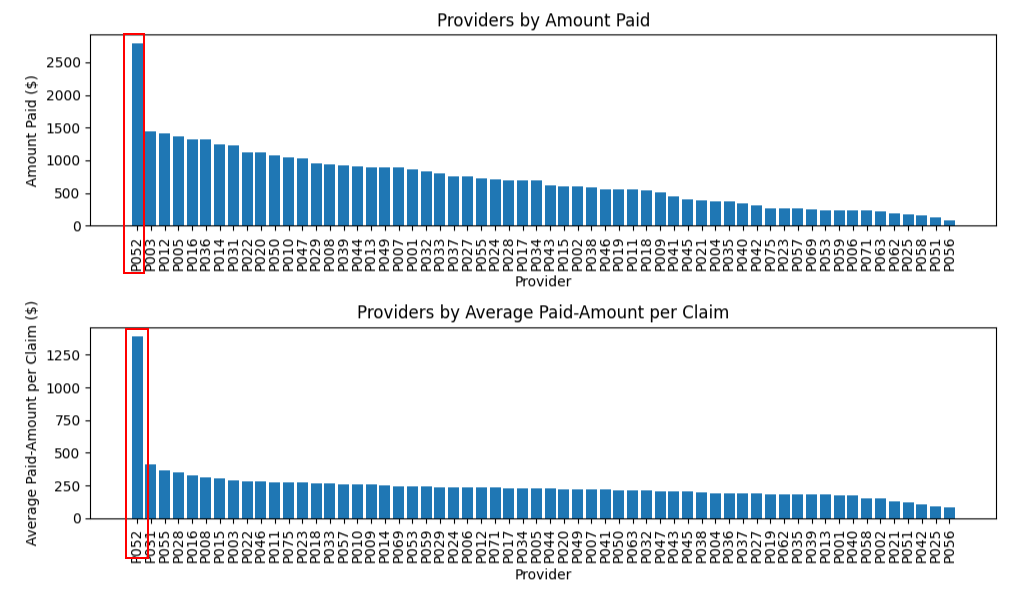 Providers by Amount Paid
Amount Paid ($)
2500
2000
1500
1000
500
0
P052 P003 P012 P005 P016 P036 P014 P031 P022 P020 P050 P010 P047 P029 P008 P039 P044 P013 P049 P007 P001 P032 P033 P037 P027 P055 P024 P028 P017 P034 P043 P015 P002 P038 P046 P019 P011 P018 P009 P041 P045 P021 P004 P035 P040 P042 P075 P023 P057 P069 P053 P059 P006 P071 P063 P062 P025 P058 P051 P056
Provider
Providers by Average Paid-Amount per Claim
Average Paid-Amount per Claim ($)
1250
1000
750
500
250
0
P052 P031 P055 P028 P016 P008 P015 P003 P022 P046 P011 P075 P023 P018 P033 P057 P010 P009 P014 P069 P053 P059 P029 P024 P006 P012 P071 P017 P034 P005 P044 P020 P049 P007 P041 P050 P063 P032 P047 P043 P045 P038 P004 P036 P037 P027 P019 P062 P035 P039 P013 P001 P040 P058 P002 P021 P051 P042 P025 P056
Provider